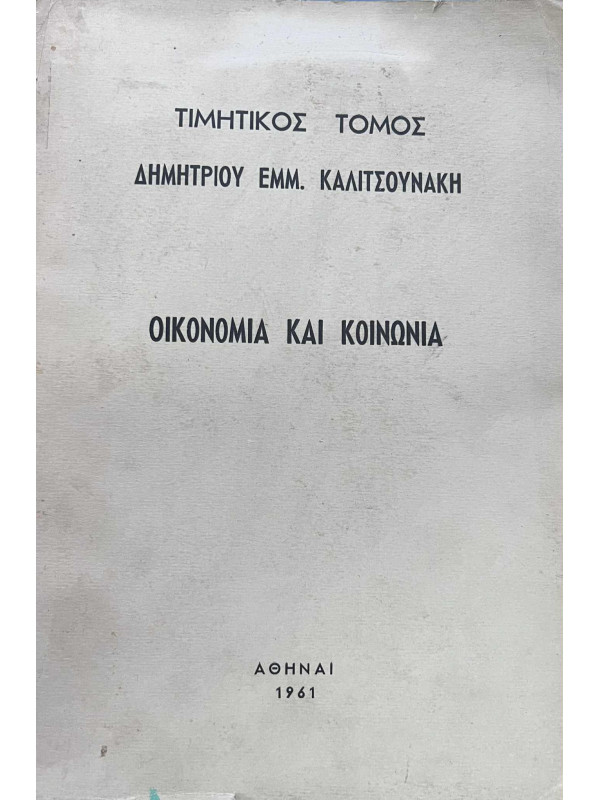 ΤΙΜΗΤΙΚΟΣ ΤΟΜΟΣ
ΔΗΜΗΤΡΙΟΥ ΕΜΜ. ΚΑΛΙΤΣΟΥΝΑΚΗ
ΟΙΚΟΝΟΜΙΑ ΚΑΙ ΚΟΙΝΩΝΙΑ
ΑΘΗΝΑΙ
1961